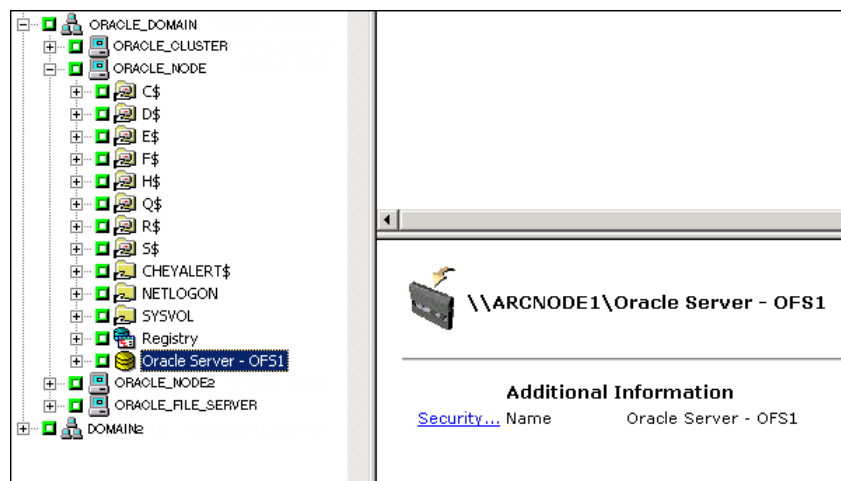 ORACLE_DOMAIN
ORACLE_CLUSTER
ORACLE_NODE
C$
D$
E$
F$
H$
Q$
R$
S$
CHEYALERT$
NETLOGON
SYSVOL
Registry
Oracle Server - OFS1
ORACLE_NODE2
ORACLE_FILE_SERVER
DOMAIN2
\\ARCNODE1\Oracle Server - OFS1
Additional Information
Security... Name Oracle Server - OFS1